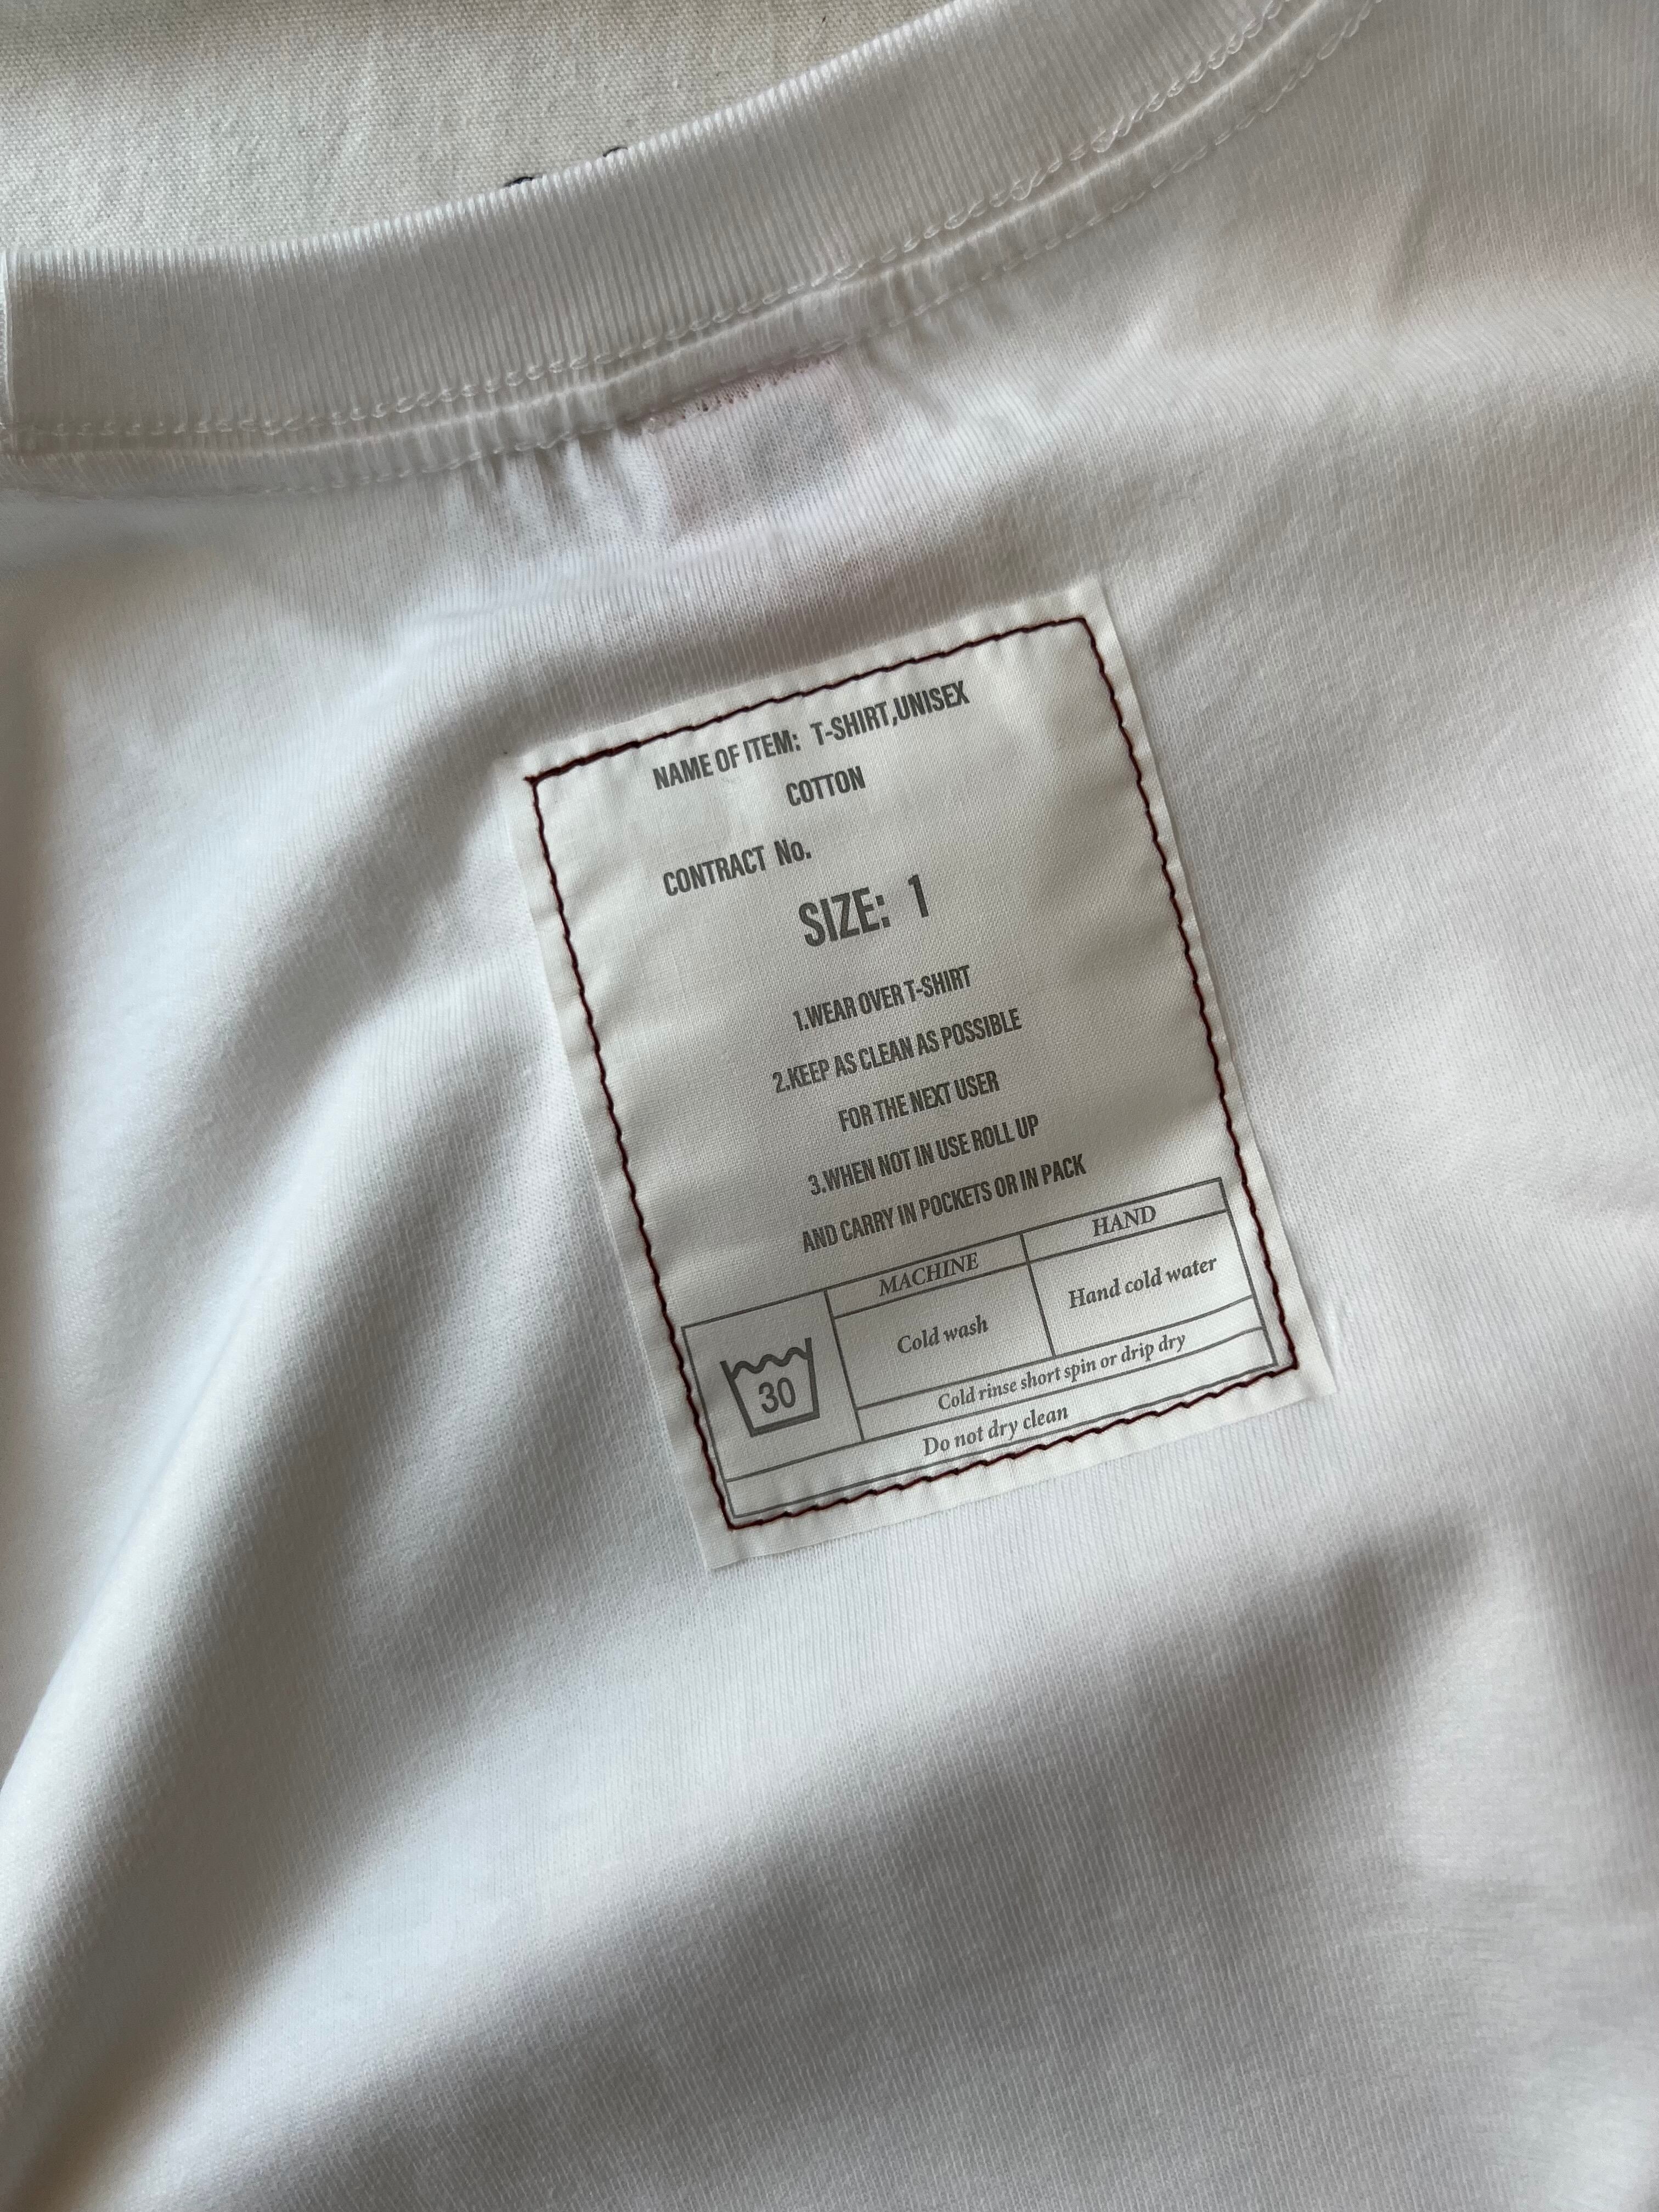 NAME OF ITEM: T-SHIRT,UNISEX
COTTON
CONTRACT No.
SIZE: 1
1.WEAR OVER T-SHIRT
2.KEEP AS CLEAN AS POSSIBLE
FOR THE NEXT USER
3.WHEN NOT IN USE ROLL UP
AND CARRY IN POCKETS OR IN PACK
MACHINE HAND
30 Cold wash Hand cold water
Cold rinse short spin or drip dry
Do not dry clean